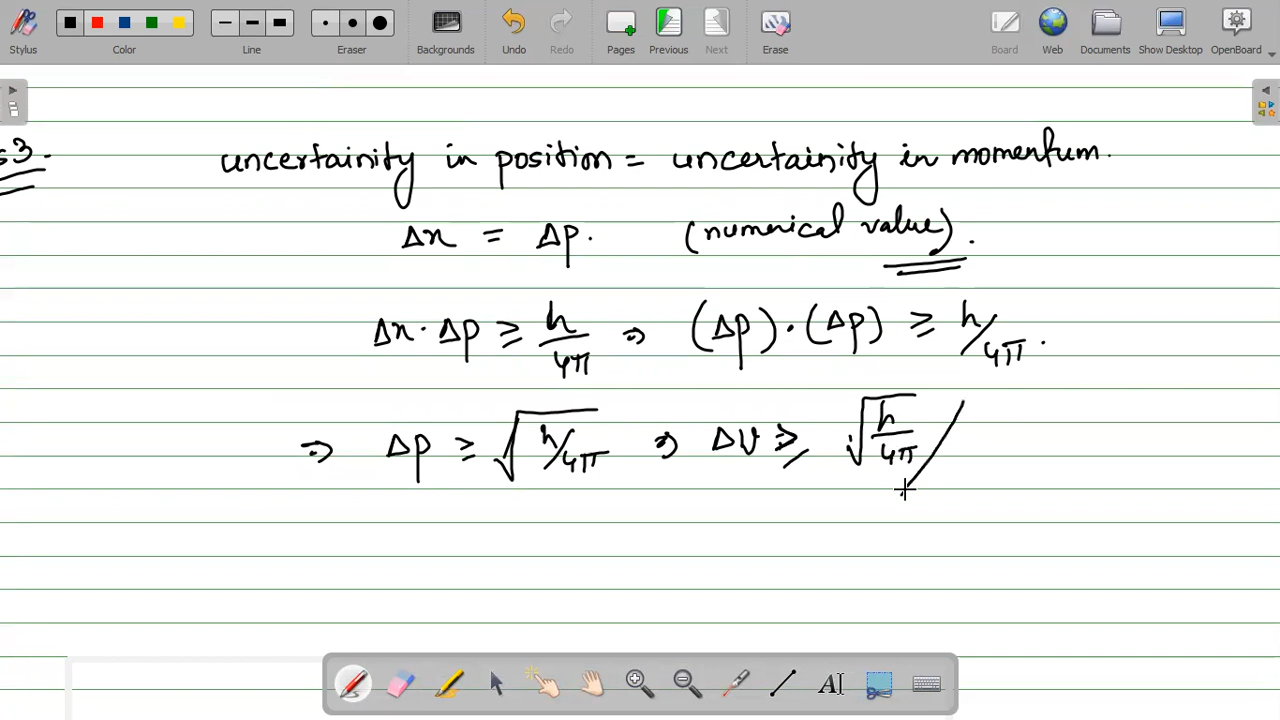 Stylus Color Line Eraser Backgrounds Undo Redo Pages Previous Next Erase Board Web Documents Show Desktop OpenBoard
s3. uncertainity in position = uncertainity in momentum.
Δx = Δp. (numerical value).
Δx·Δp ≥ h/4π ⇒ (Δp)·(Δp) ≥ h/4π.
⇒ Δp ≥ √(h/4π) ⇒ Δv ≥ √(h/4π) /